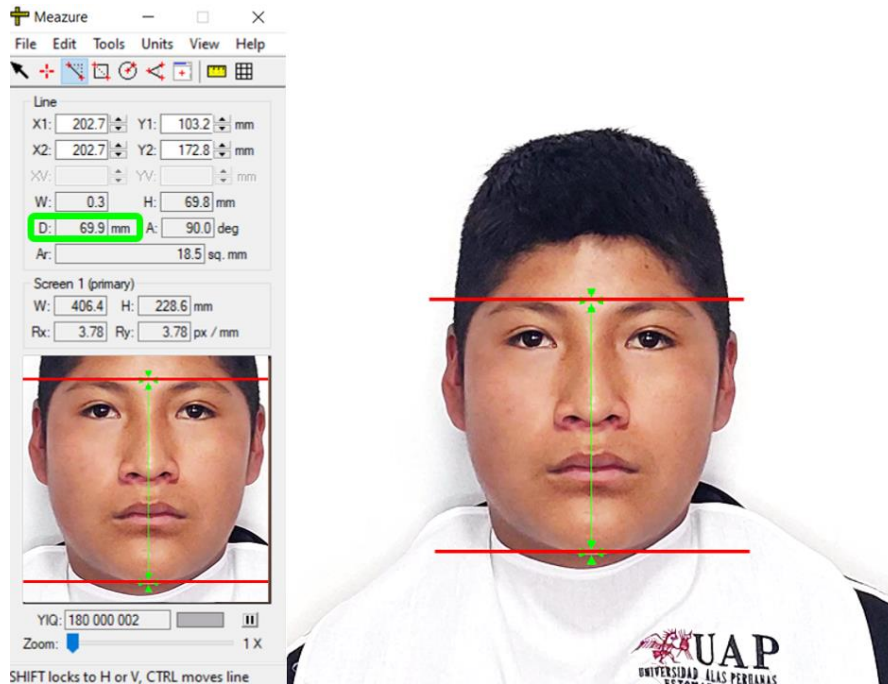 Meazure
File Edit Tools Units View Help
Line
X1: 202.7 Y1: 103.2 mm
X2: 202.7 Y2: 172.8 mm
XV: YV: mm
W: 0.3 H: 69.8 mm
D: 69.9 mm A: 90.0 deg
Ar: 18.5 sq. mm
Screen 1 (primary)
W: 406.4 H: 228.6 mm
Rx: 3.78 Ry: 3.78 px / mm
YIQ: 180 000 002
Zoom: 1 X
SHIFT locks to H or V, CTRL moves line
UAP
UNIVERSIDAD ALAS PERUANAS